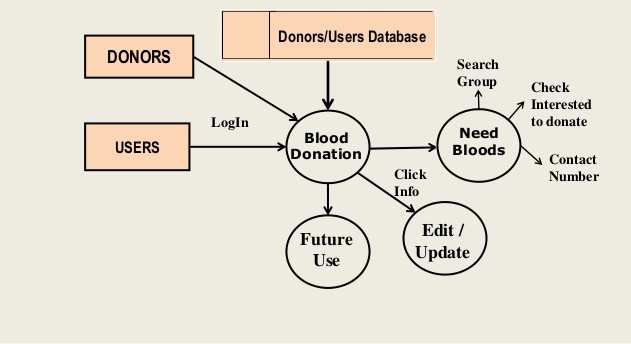 Donors/Users Database
DONORS
Search
Group
Check
Interested
to donate
LogIn
USERS
Blood
Donation
Need
Bloods
Contact
Number
Click
Info
Future
Use
Edit /
Update